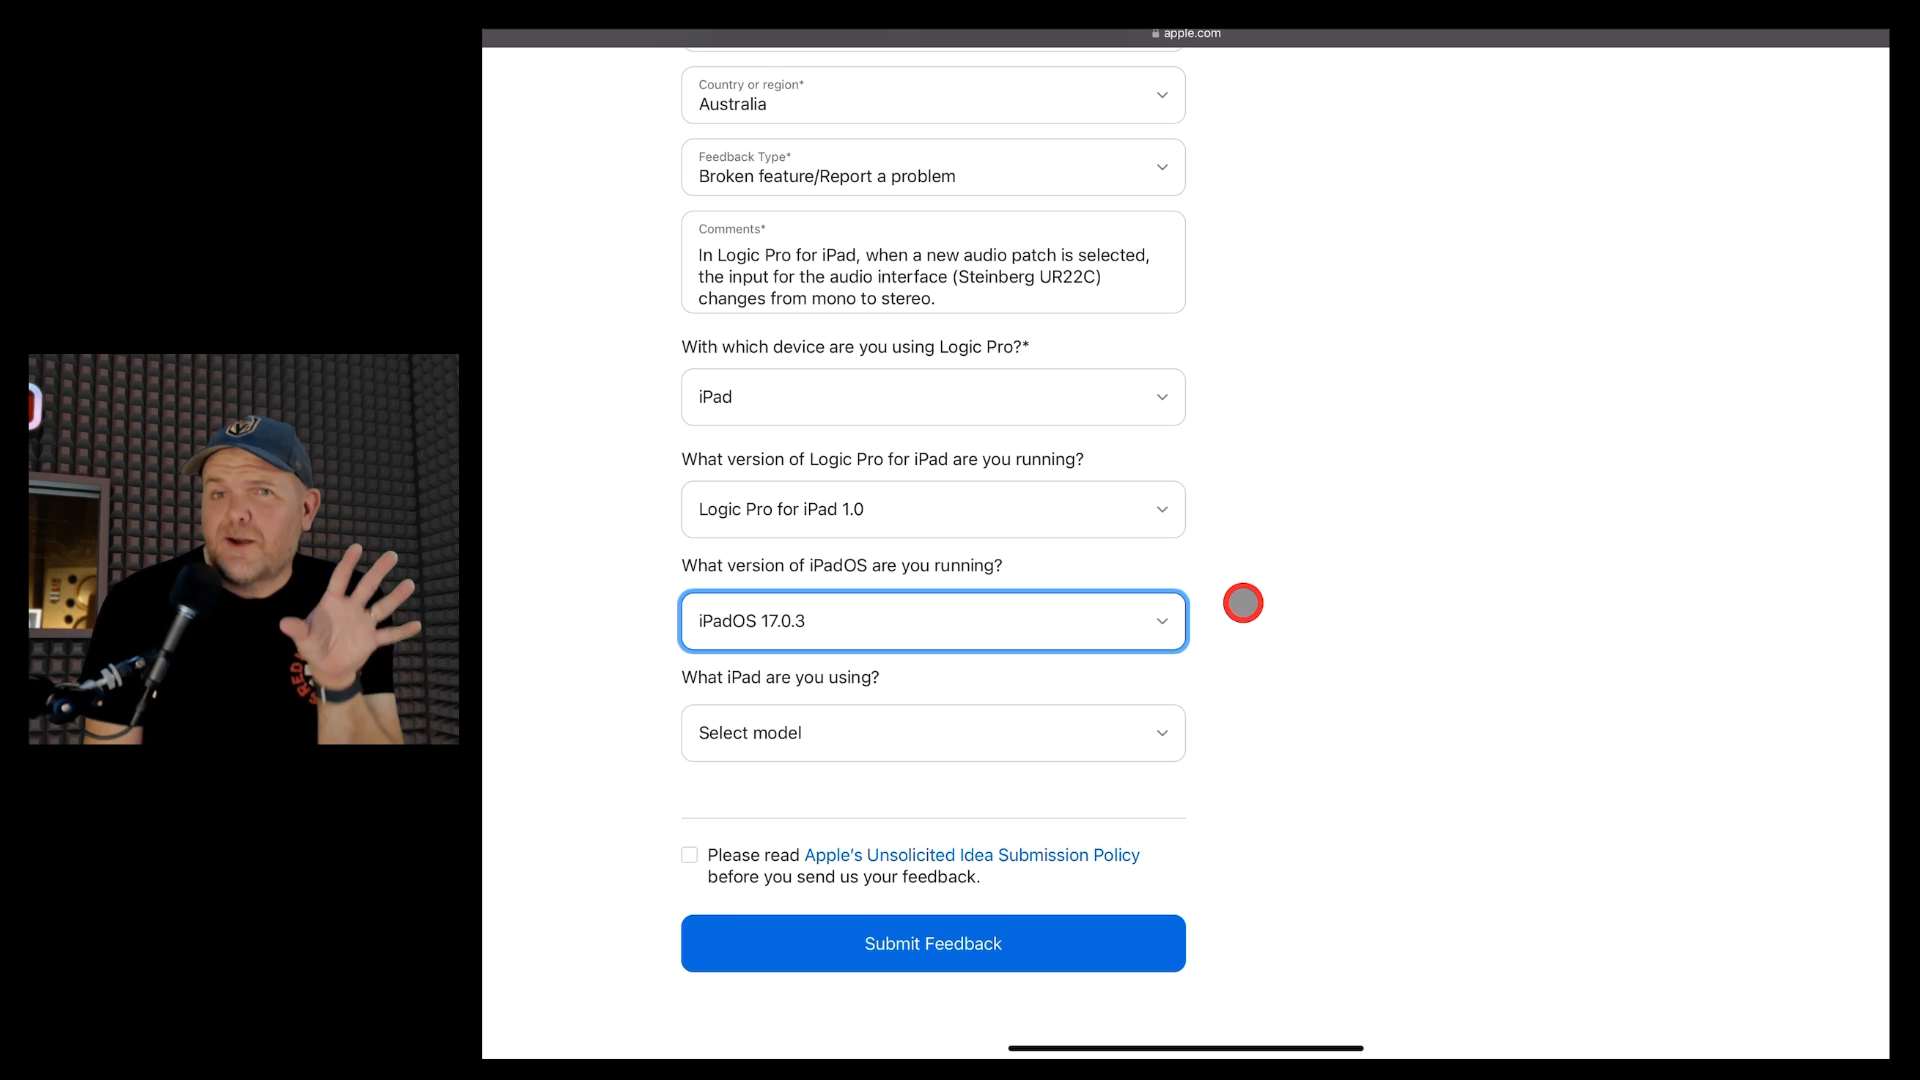 apple.com
Country or region*
Australia
Feedback Type*
Broken feature/Report a problem
Comments*
In Logic Pro for iPad, when a new audio patch is selected,
the input for the audio interface (Steinberg UR22C)
changes from mono to stereo.
With which device are you using Logic Pro?*
iPad
What version of Logic Pro for iPad are you running?
Logic Pro for iPad 1.0
What version of iPadOS are you running?
iPadOS 17.0.3
What iPad are you using?
Select model
Please read Apple’s Unsolicited Idea Submission Policy
before you send us your feedback.
Submit Feedback